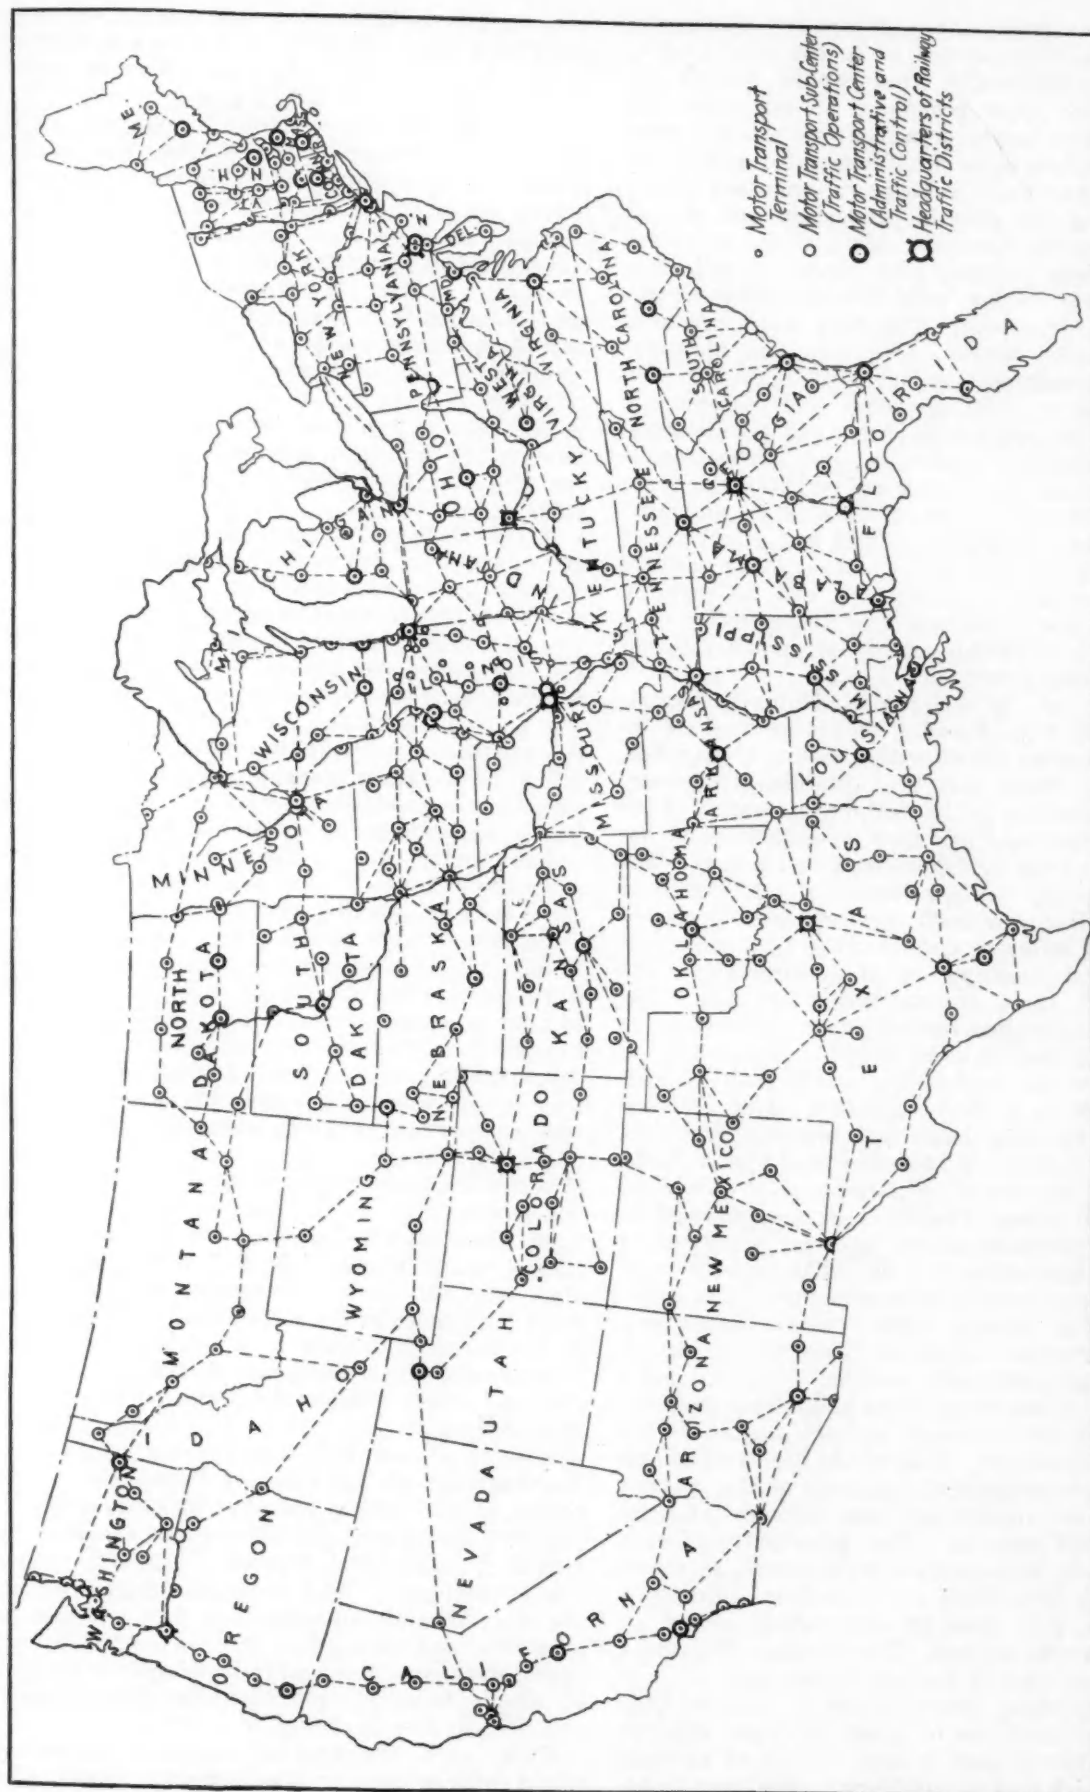 WASHINGTON
OREGON
CALIFORNIA
NEVADA
IDAHO
UTAH
ARIZONA
MONTANA
WYOMING
COLORADO
NEW MEXICO
NORTH
DAKOTA
SOUTH
DAKOTA
NEBRASKA
KANSAS
OKLAHOMA
TEXAS
MINNESOTA
WISCONSIN
MISSOURI
ARKANSAS
LOUISIANA
MISSISSIPPI
ALABAMA
TENNESSEE
KENTUCKY
INDIANA
OHIO
GEORGIA
FLORIDA
SOUTH
CAROLINA
NORTH CAROLINA
VIRGINIA
WEST
VIRGINIA
PENNSYLVANIA
NEW YORK
MD.
DEL.
N.J.
CONN.
MASS.
VT.
N.H.
ME.
Motor Transport
Terminal
Motor Transport Sub-Center
(Traffic Operations)
Motor Transport Center
(Administrative and
Traffic Control)
Headquarters of Railway
Traffic Districts